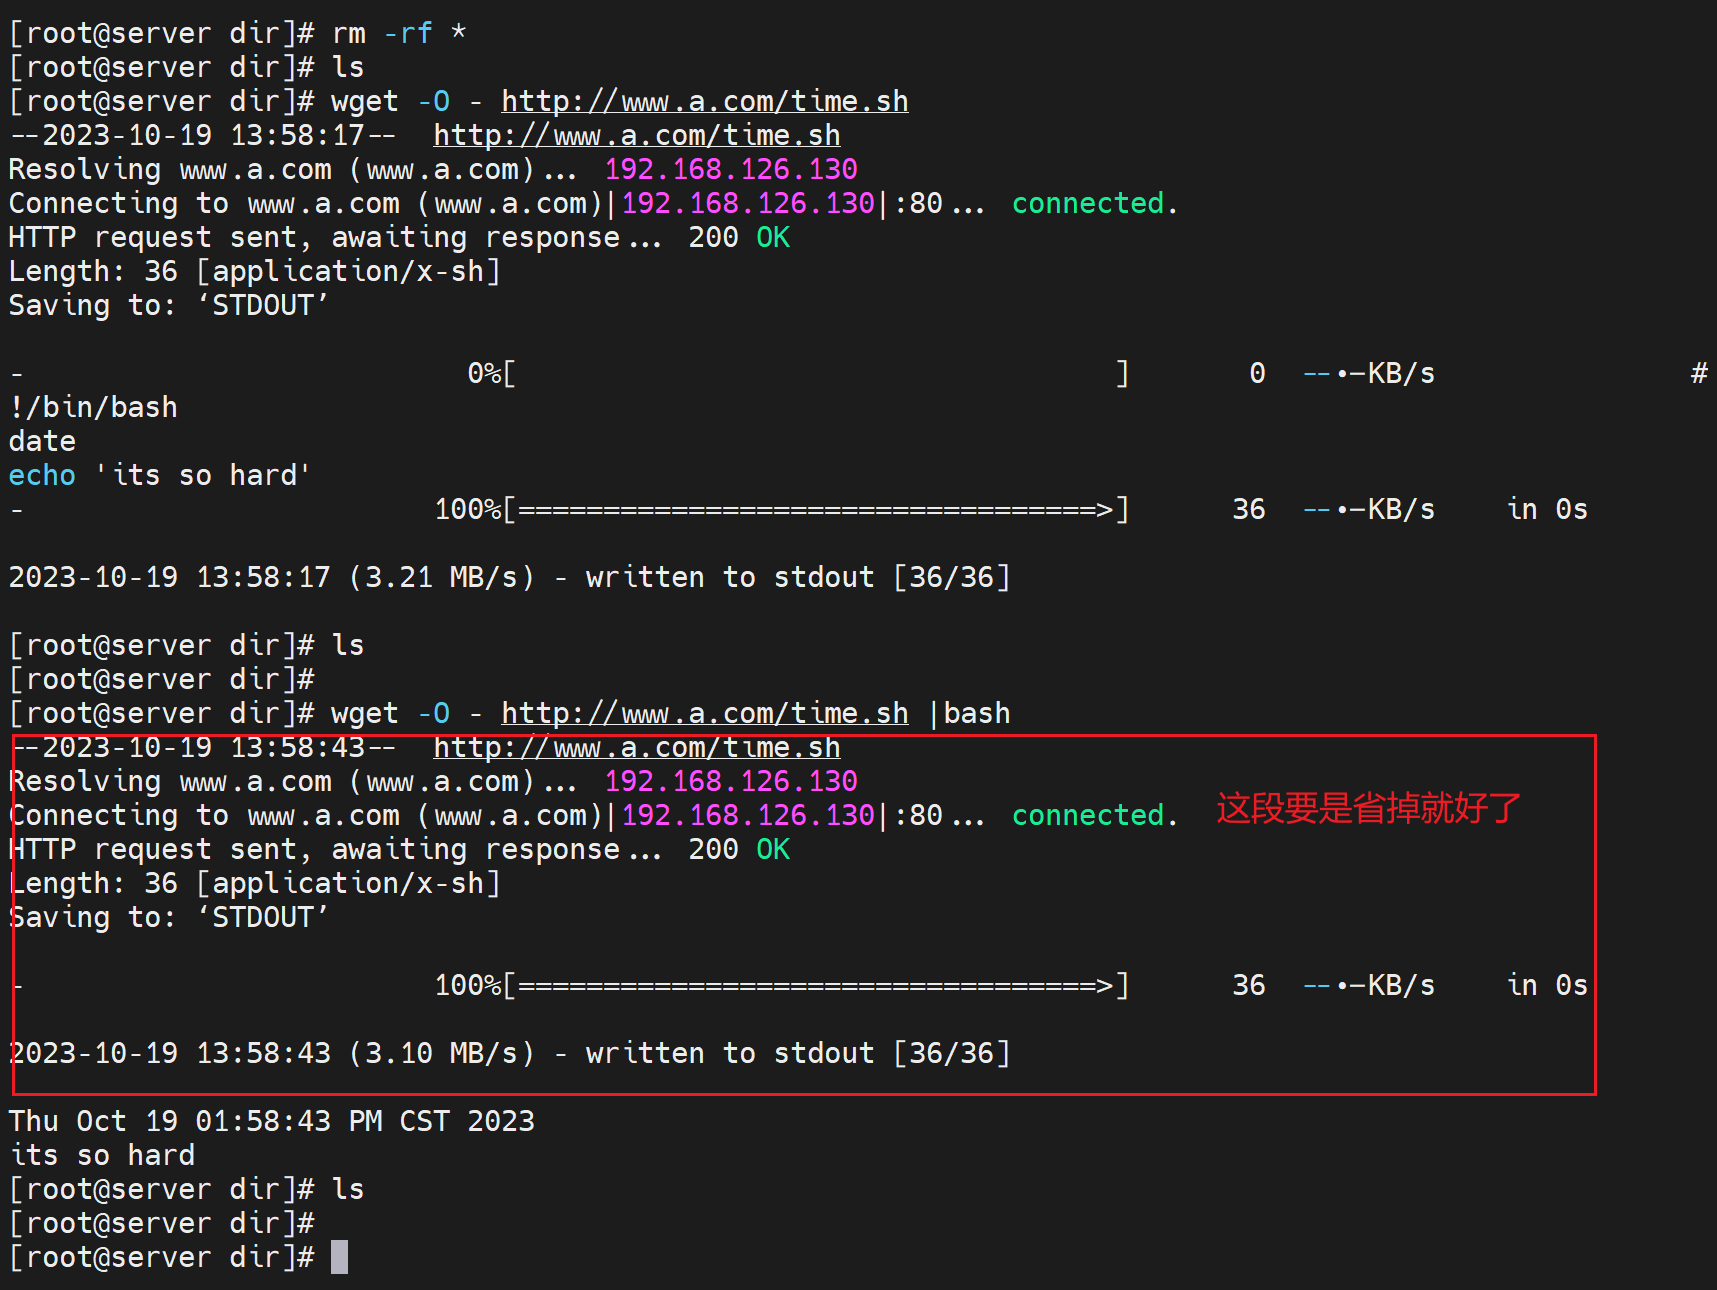 [root@server dir]# rm -rf *
[root@server dir]# ls
[root@server dir]# wget -O - http://www.a.com/time.sh
--2023-10-19 13:58:17--  http://www.a.com/time.sh
Resolving www.a.com (www.a.com)... 192.168.126.130
Connecting to www.a.com (www.a.com)|192.168.126.130|:80... connected.
HTTP request sent, awaiting response... 200 OK
Length: 36 [application/x-sh]
Saving to: ‘STDOUT’
-                          0%[                                   ]       0  --•-KB/s               #
!/bin/bash
date
echo 'its so hard'
-                        100%[==================================>]      36  --•-KB/s    in 0s
2023-10-19 13:58:17 (3.21 MB/s) - written to stdout [36/36]
[root@server dir]# ls
[root@server dir]#
[root@server dir]# wget -O - http://www.a.com/time.sh |bash
--2023-10-19 13:58:43--  http://www.a.com/time.sh
Resolving www.a.com (www.a.com)... 192.168.126.130
Connecting to www.a.com (www.a.com)|192.168.126.130|:80... connected. 这段要是省掉就好了
HTTP request sent, awaiting response... 200 OK
Length: 36 [application/x-sh]
Saving to: ‘STDOUT’
-                        100%[==================================>]      36  --•-KB/s    in 0s
2023-10-19 13:58:43 (3.10 MB/s) - written to stdout [36/36]
Thu Oct 19 01:58:43 PM CST 2023
its so hard
[root@server dir]# ls
[root@server dir]#
[root@server dir]#